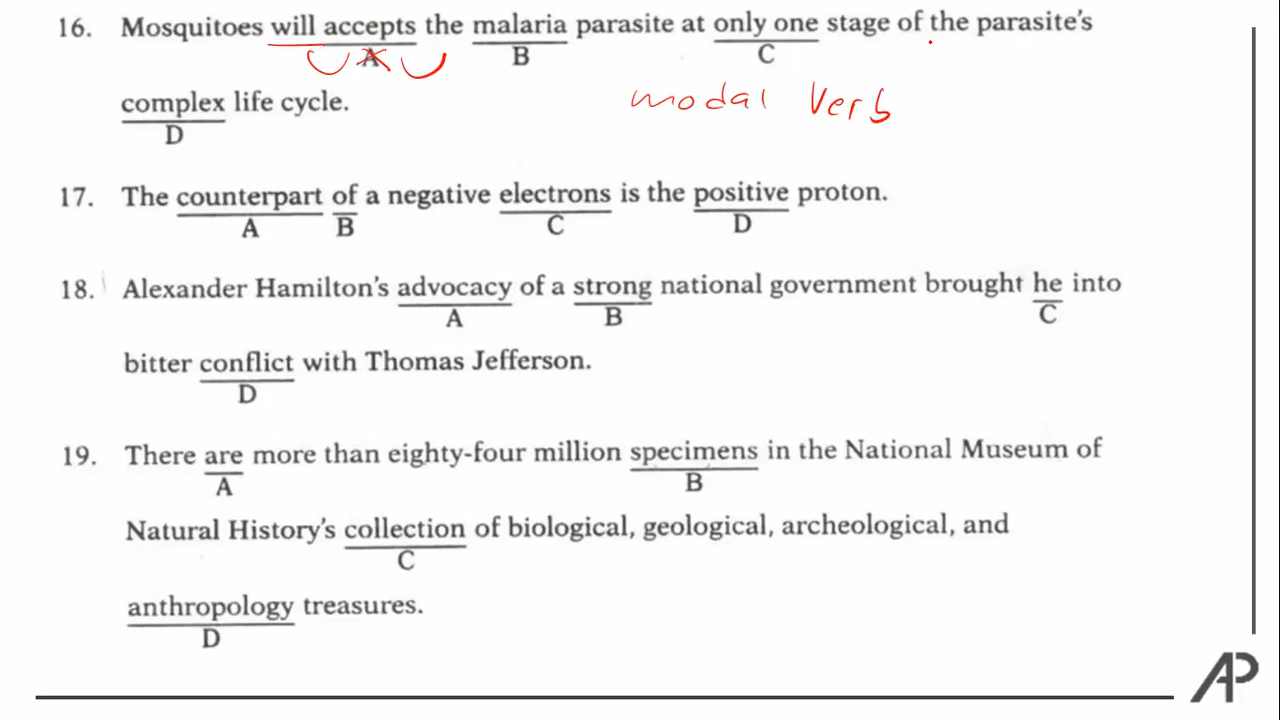 16. Mosquitoes will accepts the malaria parasite at only one stage of the parasite's
A B C
complex life cycle. modal verb
D
17. The counterpart of a negative electrons is the positive proton.
A B C D
18. Alexander Hamilton's advocacy of a strong national government brought he into
A B C
bitter conflict with Thomas Jefferson.
D
19. There are more than eighty-four million specimens in the National Museum of
A B
Natural History's collection of biological, geological, archeological, and
C
anthropology treasures.
D
AP